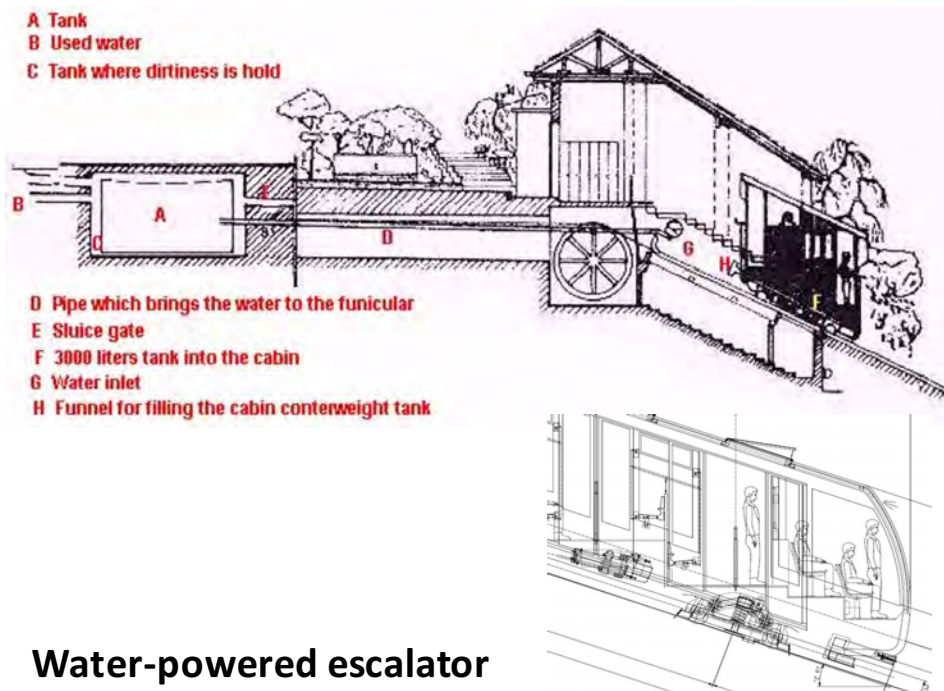 A Tank
B Used water
C Tank where dirtiness is hold
E
B
A
C
D
G
H
F
D Pipe which brings the water to the funicular
E Sluice gate
F 3000 liters tank into the cabin
G Water inlet
H Funnel for filling the cabin conterweight tank
Water-powered escalator